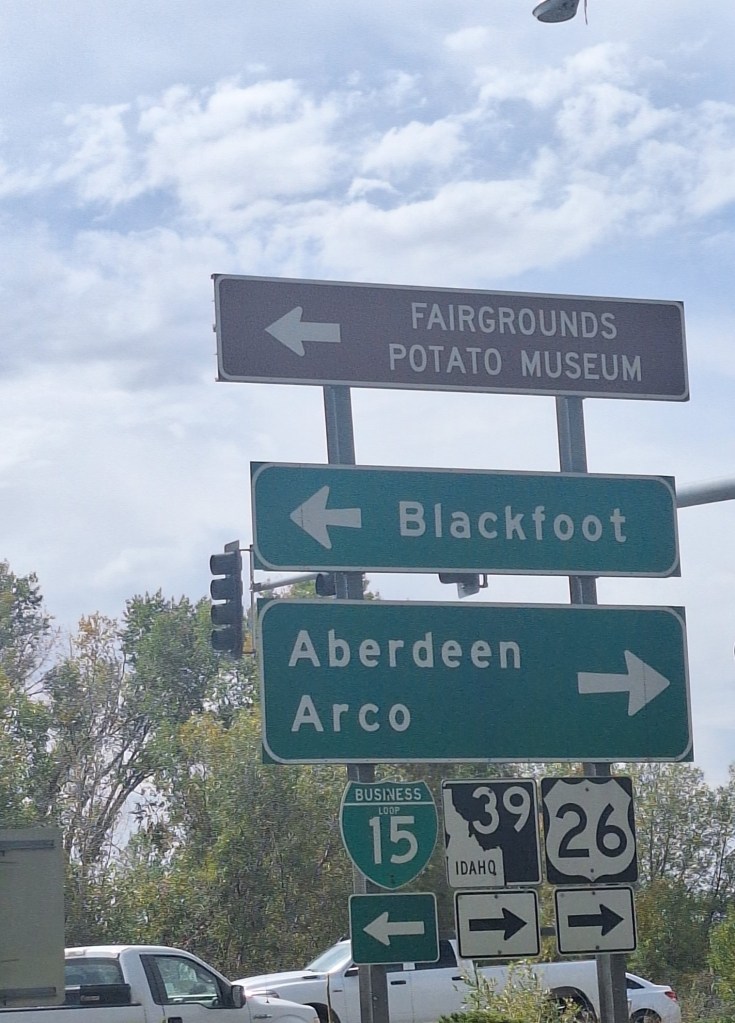 FAIRGROUNDS
POTATO MUSEUM
Blackfoot
Aberdeen
Arco
BUSINESS
LOOP
15
39
IDAHO
26